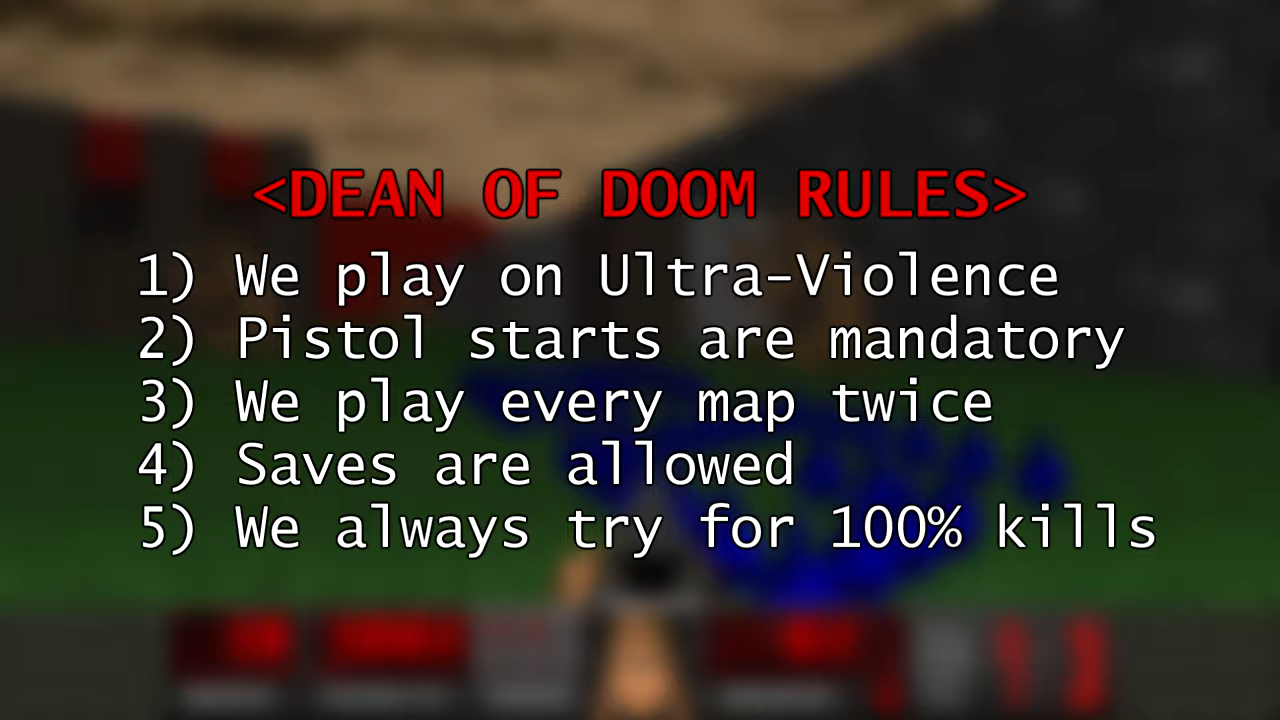 <DEAN OF DOOM RULES>
1) We play on Ultra-Violence
2) Pistol starts are mandatory
3) We play every map twice
4) Saves are allowed
5) We always try for 100% kills